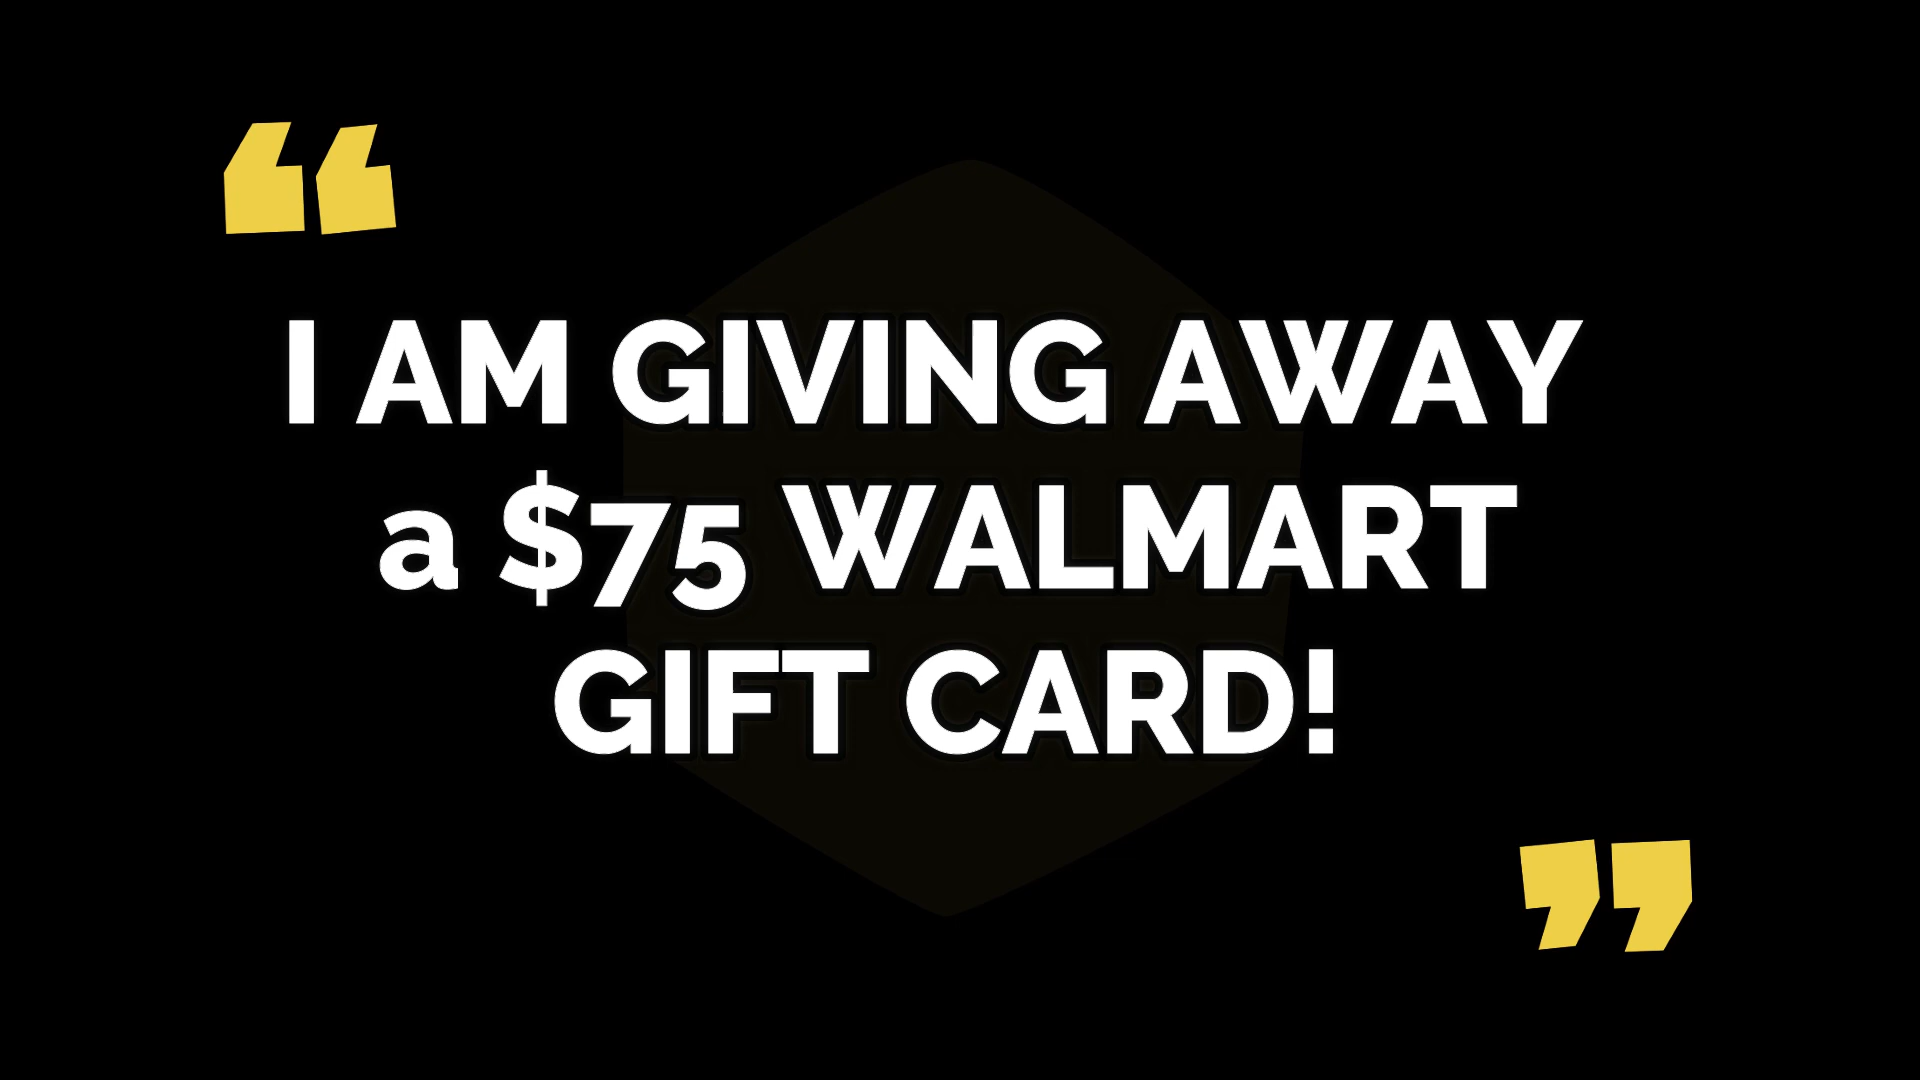 “
I AM GIVING AWAY
a $75 WALMART
GIFT CARD!
”